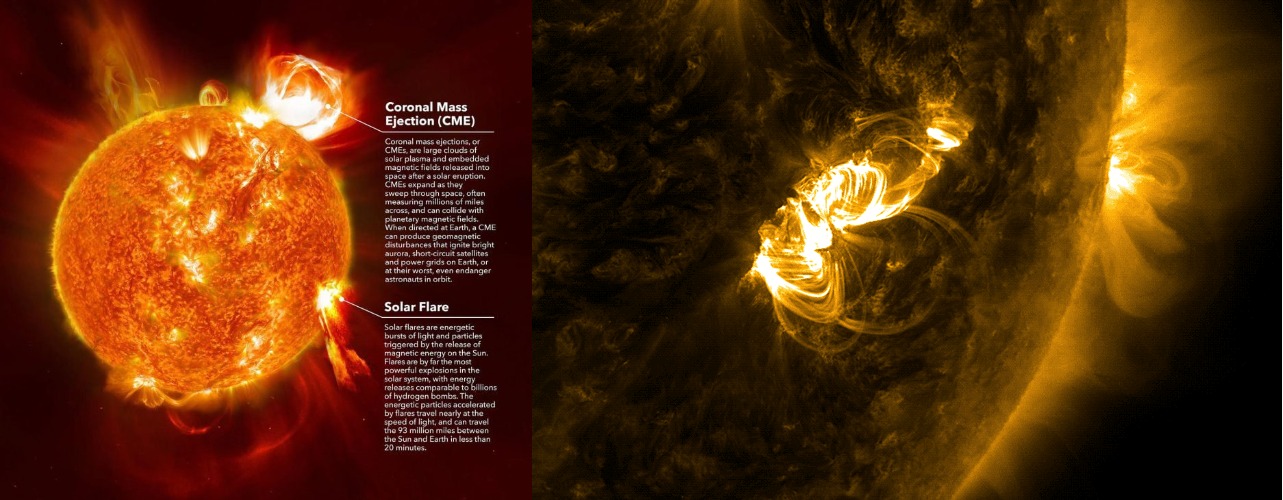 Coronal Mass
Ejection (CME)
Coronal mass ejections, or
CMEs, are large clouds of
solar plasma and embedded
magnetic fields released into
space after a solar eruption.
CMEs expand as they
sweep through space, often
measuring millions of miles
across, and can collide with
planetary magnetic fields.
When directed at Earth, a CME
can produce geomagnetic
disturbances that ignite bright
aurora, short-circuit satellites
and power grids on Earth, or
at their worst, even endanger
astronauts in orbit.
Solar Flare
Solar flares are energetic
bursts of light and particles
triggered by the release of
magnetic energy on the Sun.
Flares are by far the most
powerful explosions in the
solar system, with energy
releases comparable to billions
of hydrogen bombs. The
energetic particles accelerated
by flares travel nearly at the
speed of light, and can travel
the 93 million miles between
the Sun and Earth in less than
20 minutes.